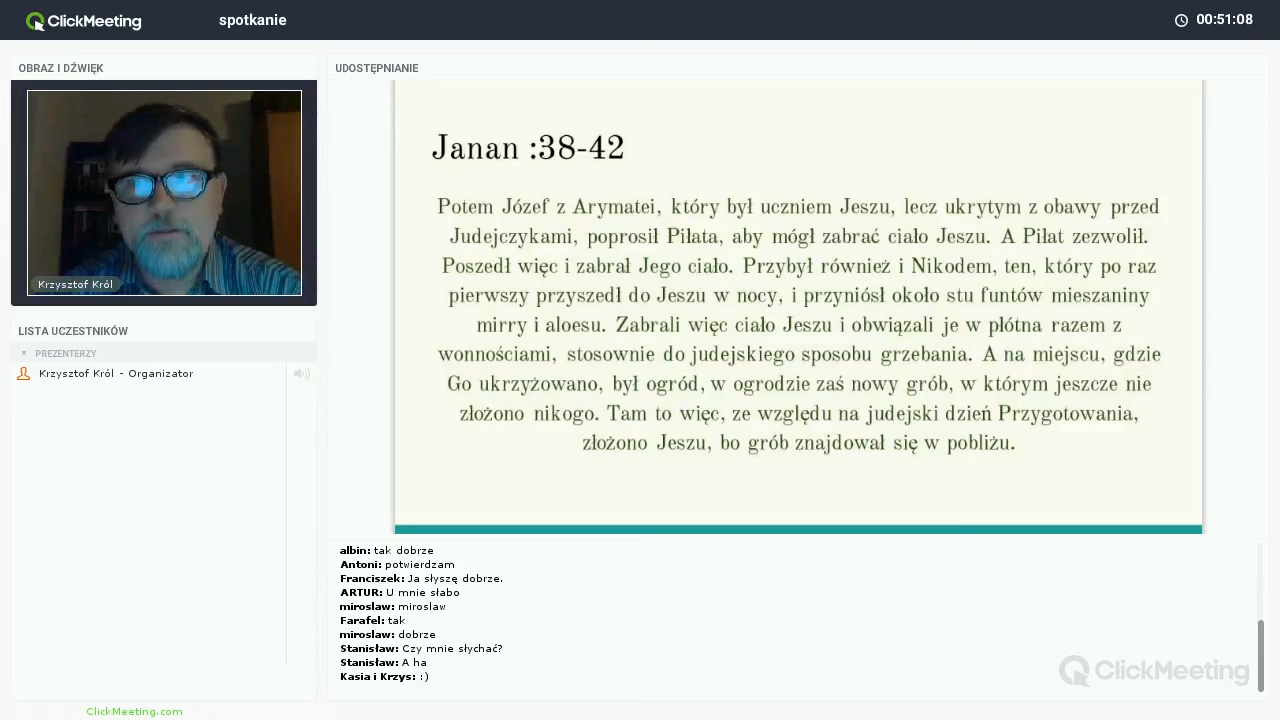 ClickMeeting
spotkanie
00:51:08
OBRAZ I DŹWIĘK
Krzysztof Król
LISTA UCZESTNIKÓW
PREZENTERZY
Krzysztof Król - Organizator
UDOSTĘPNIANIE
Janan :38-42
Potem Józef z Arymatei, który był uczniem Jeszu, lecz ukrytym z obawy przed
Judejczykami, poprosił Piłata, aby mógł zabrać ciało Jeszu. A Piłat zezwolił.
Poszedł więc i zabrał Jego ciało. Przybył również i Nikodem, ten, który po raz
pierwszy przyszedł do Jeszu w nocy, i przyniósł około stu funtów mieszaniny
mirry i aloesu. Zabrali więc ciało Jeszu i obwiązali je w płótna razem z
wonnościami, stosownie do judejskiego sposobu grzebania. A na miejscu, gdzie
Go ukrzyżowano, był ogród, w ogrodzie zaś nowy grób, w którym jeszcze nie
złożono nikogo. Tam to więc, ze względu na judejski dzień Przygotowania,
złożono Jeszu, bo grób znajdował się w pobliżu.
albin: tak dobrze
Antoni: potwierdzam
Franciszek: Ja słyszę dobrze.
ARTUR: U mnie słabo
miroslaw: miroslaw
Farafel: tak
miroslaw: dobrze
Stanisław: Czy mnie słychać?
Stanisław: A ha
Kasia i Krzys: :)
ClickMeeting
ClickMeeting.com